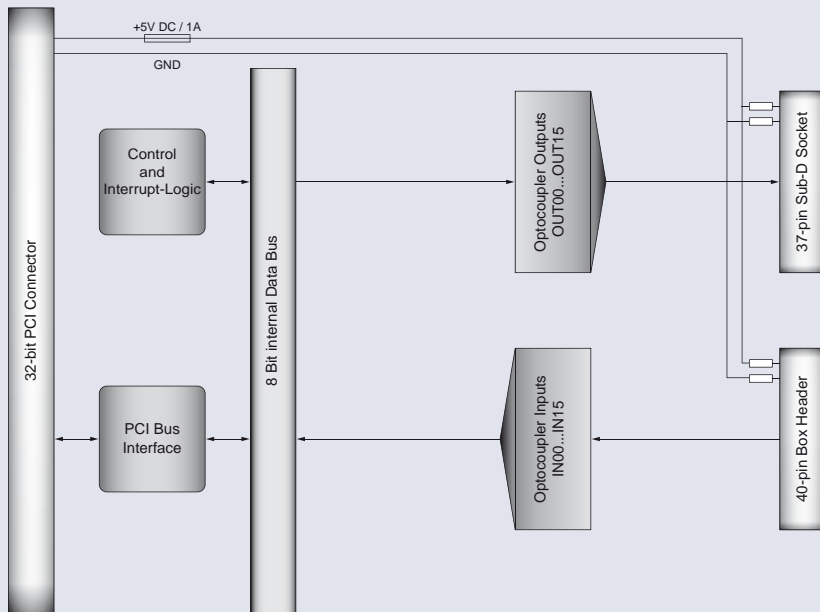 +5V DC / 1A
GND
32-bit PCI Connector
Control
and
Interrupt-Logic
PCI Bus
Interface
8 Bit internal Data Bus
Optocoupler Outputs
OUT00...OUT15
Optocoupler Inputs
IN00...IN15
37-pin Sub-D Socket
40-pin Box Header